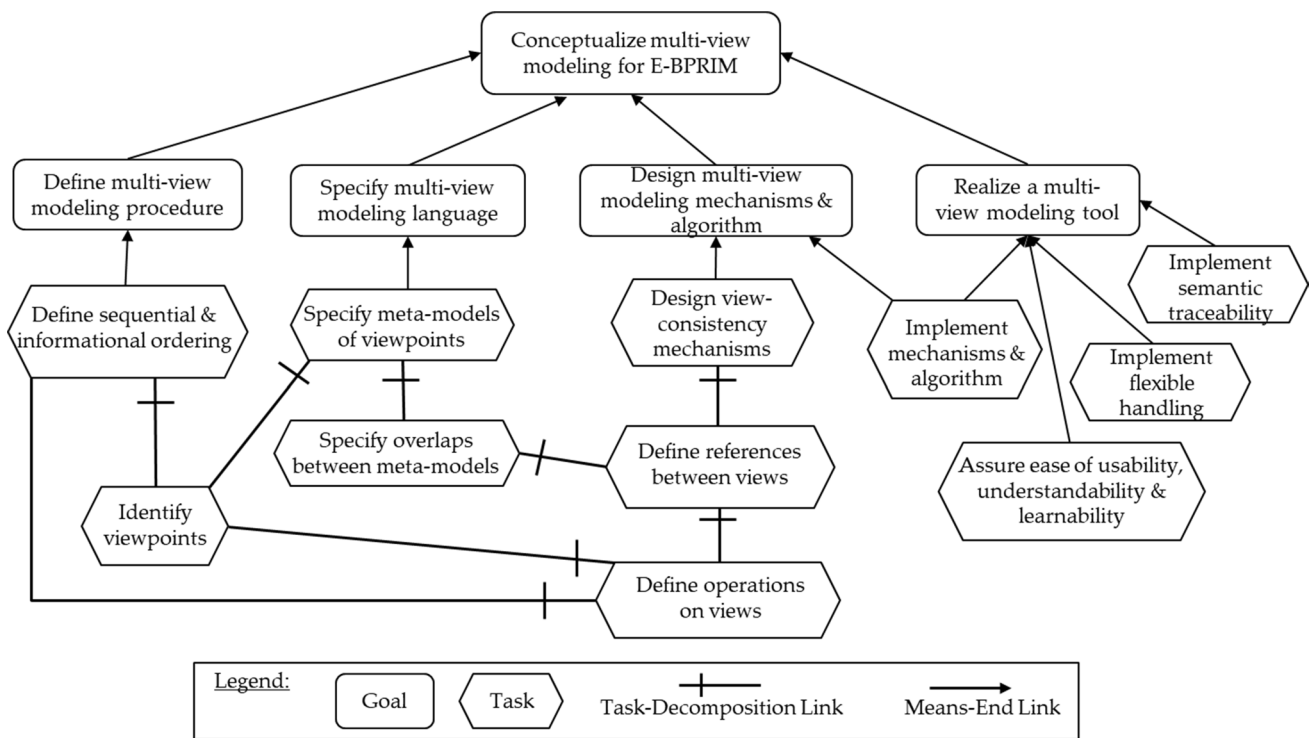 Conceptualize multi-view
modeling for E-BPRIM
Define multi-view
modeling procedure
Specify multi-view
modeling language
Design multi-view
modeling mechanisms &
algorithm
Realize a multi-
view modeling tool
Define sequential &
informational ordering
Specify meta-models
of viewpoints
Design view-
consistency
mechanisms
Implement
mechanisms &
algorithm
Implement
semantic
traceability
Implement
flexible
handling
Specify overlaps
between meta-models
Define references
between views
Assure ease of usability,
understandability &
learnability
Identify
viewpoints
Define operations
on views
Legend:
Goal
Task
Task-Decomposition Link
Means-End Link